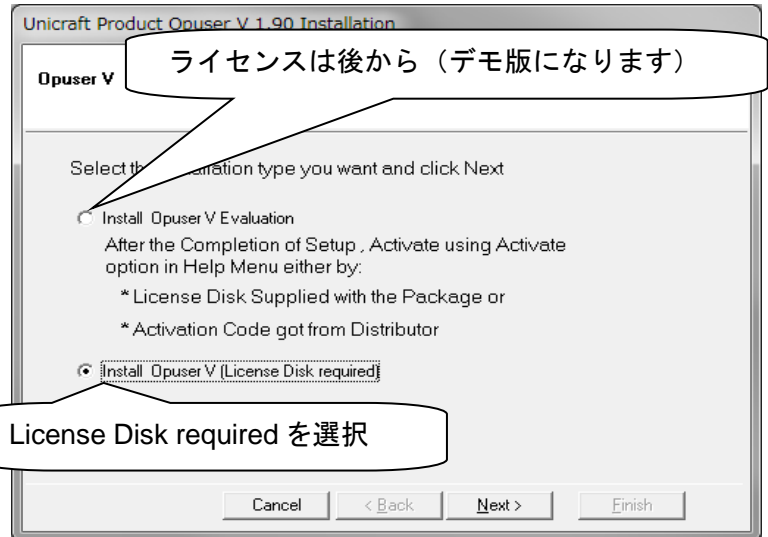 Unicraft Product Opuser V 1.90 Installation
ライセンスは後から（デモ版になります）
Opuser V
Select th
ation type you want and click Next
Install Opuser V Evaluation
After the Completion of Setup , Activate using Activate
option in Help Menu either by:
* License Disk Supplied with the Package or
* Activation Code got from Distributor
Install Opuser V (License Disk required)
License Disk required を選択
Cancel
< Back
Next >
Finish